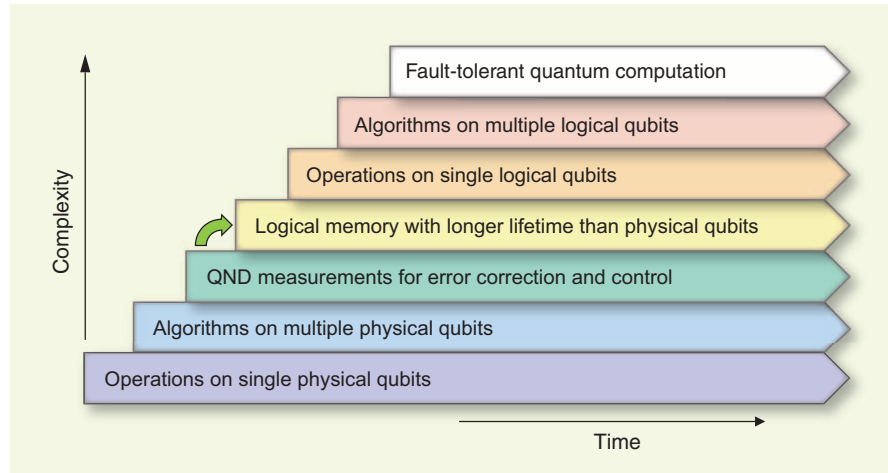 Fault-tolerant quantum computation
Algorithms on multiple logical qubits
Operations on single logical qubits
Logical memory with longer lifetime than physical qubits
QND measurements for error correction and control
Algorithms on multiple physical qubits
Operations on single physical qubits
Complexity
Time